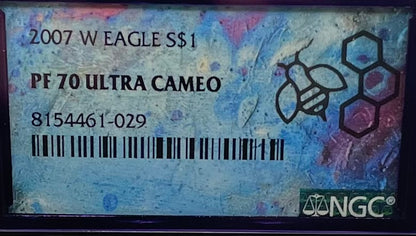 2007 W EAGLE S$1
PF 70 ULTRA CAMEO
8154461-029
NGC®